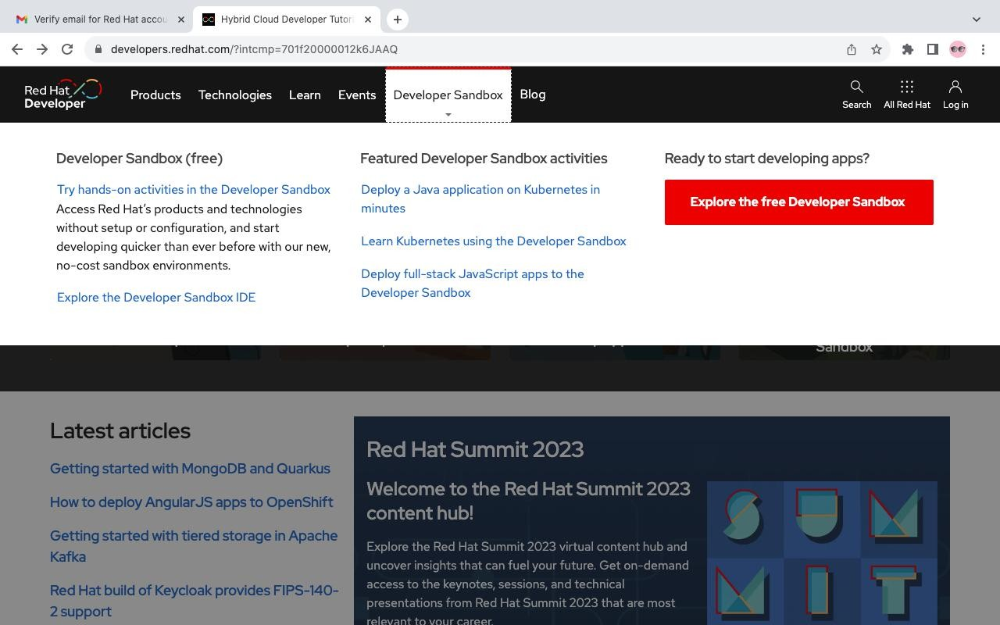 Verify email for Red Hat accou
Hybrid Cloud Developer Tutori
developers.redhat.com/?intcmp=701f20000012k6JAAQ
Red Hat
Developer
Products
Technologies
Learn
Events
Developer Sandbox
Blog
Search
All Red Hat
Log in
Developer Sandbox (free)
Try hands-on activities in the Developer Sandbox
Access Red Hat’s products and technologies
without setup or configuration, and start
developing quicker than ever before with our new,
no-cost sandbox environments.
Explore the Developer Sandbox IDE
Featured Developer Sandbox activities
Deploy a Java application on Kubernetes in
minutes
Learn Kubernetes using the Developer Sandbox
Deploy full-stack JavaScript apps to the
Developer Sandbox
Ready to start developing apps?
Explore the free Developer Sandbox
Sandbox
Latest articles
Getting started with MongoDB and Quarkus
How to deploy AngularJS apps to OpenShift
Getting started with tiered storage in Apache
Kafka
Red Hat build of Keycloak provides FIPS-140-
2 support
Red Hat Summit 2023
Welcome to the Red Hat Summit 2023
content hub!
Explore the Red Hat Summit 2023 virtual content hub and
uncover insights that can fuel your future. Get on-demand
access to the keynotes, sessions, and technical
presentations from Red Hat Summit 2023 that are most
relevant to your career.
SUM
MIT